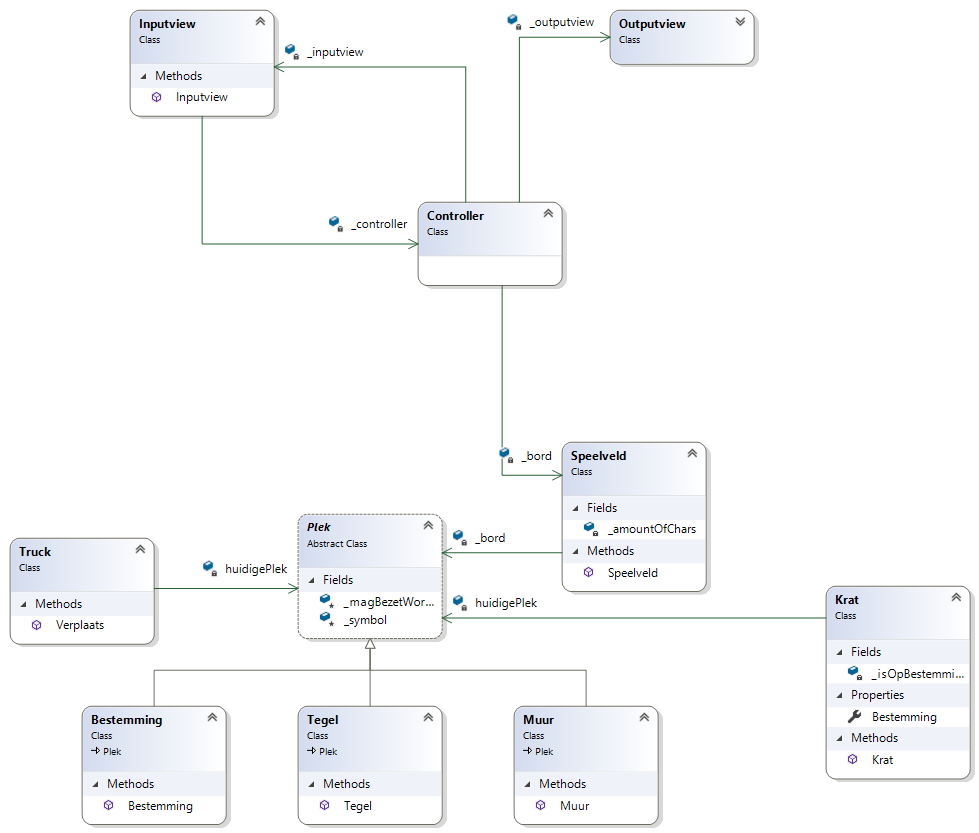 Inputview
Class
Methods
Inputview
_inputview
_outputview
Outputview
Class
_controller
Controller
Class
_bord
Speelveld
Class
Fields
_amountOfChars
Methods
Speelveld
Truck
Class
Methods
Verplaats
huidigePlek
Plek
Abstract Class
Fields
_magBezetWor...
_symbol
_bord
huidigePlek
Krat
Class
Fields
_isOpBestemmi...
Properties
Bestemming
Methods
Krat
Bestemming
Class
Plek
Methods
Bestemming
Tegel
Class
Plek
Methods
Tegel
Muur
Class
Plek
Methods
Muur